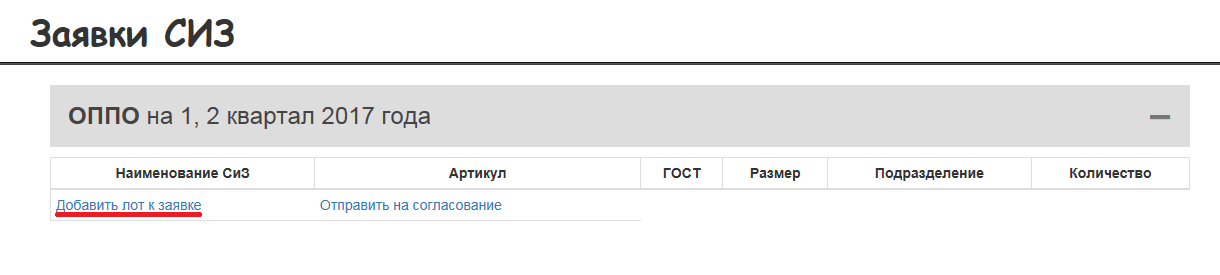 Заявки СИЗ
ОППО на 1, 2 квартал 2017 года
Наименование СиЗ Артикул ГОСТ Размер Подразделение Количество
Добавить лот к заявке Отправить на согласование